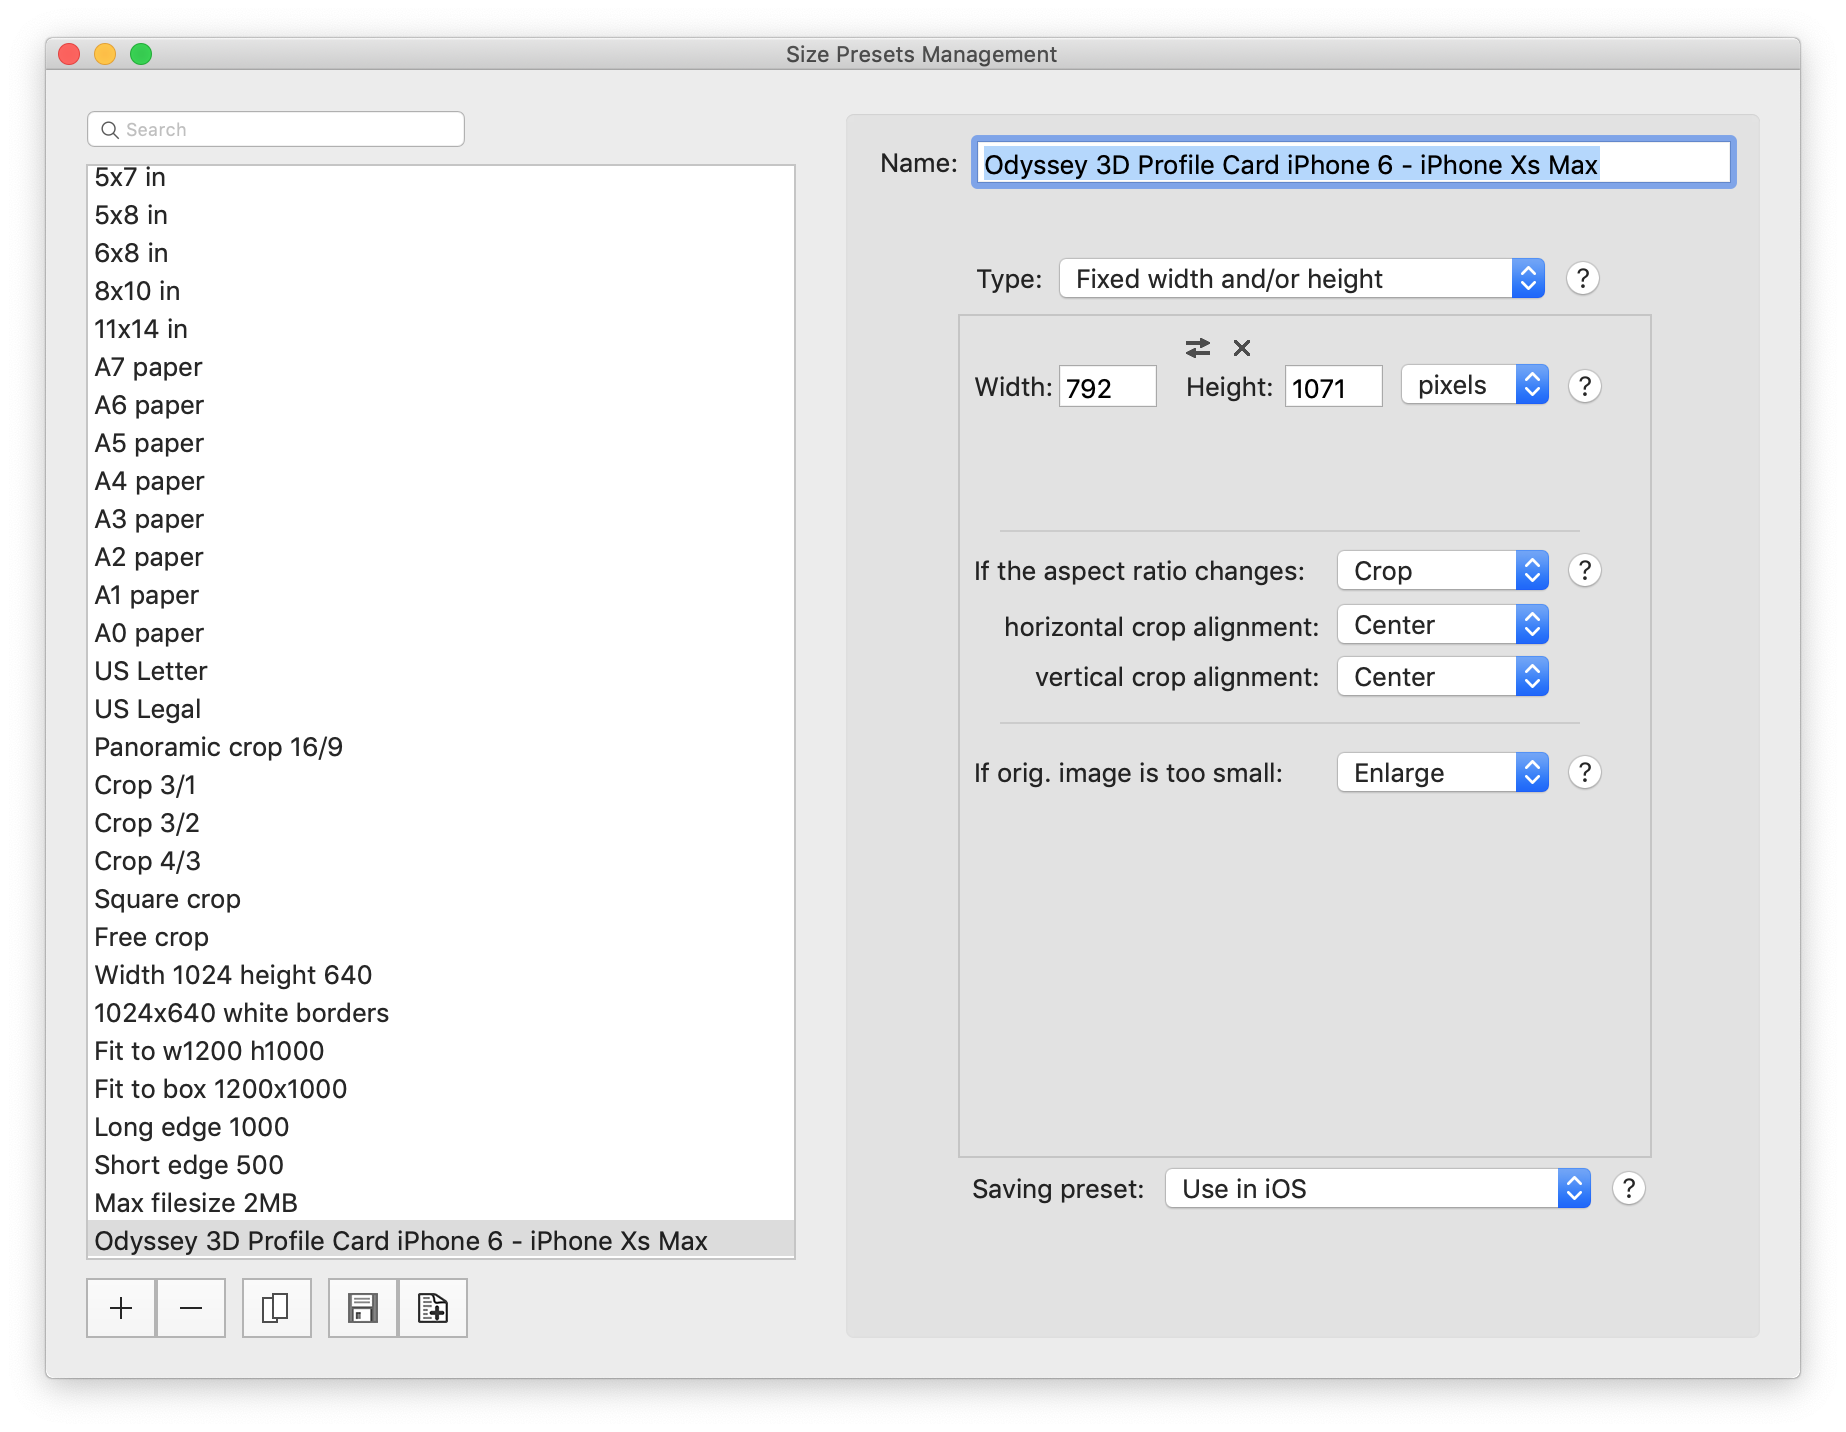 Size Presets Management
Search
5x7 in
5x8 in
6x8 in
8x10 in
11x14 in
A7 paper
A6 paper
A5 paper
A4 paper
A3 paper
A2 paper
A1 paper
A0 paper
US Letter
US Legal
Panoramic crop 16/9
Crop 3/1
Crop 3/2
Crop 4/3
Square crop
Free crop
Width 1024 height 640
1024x640 white borders
Fit to w1200 h1000
Fit to box 1200x1000
Long edge 1000
Short edge 500
Max filesize 2MB
Odyssey 3D Profile Card iPhone 6 - iPhone Xs Max
Name: Odyssey 3D Profile Card iPhone 6 - iPhone Xs Max
Type: Fixed width and/or height ?
Width: 792 Height: 1071 pixels ?
If the aspect ratio changes: Crop ?
horizontal crop alignment: Center
vertical crop alignment: Center
If orig. image is too small: Enlarge ?
Saving preset: Use in iOS ?